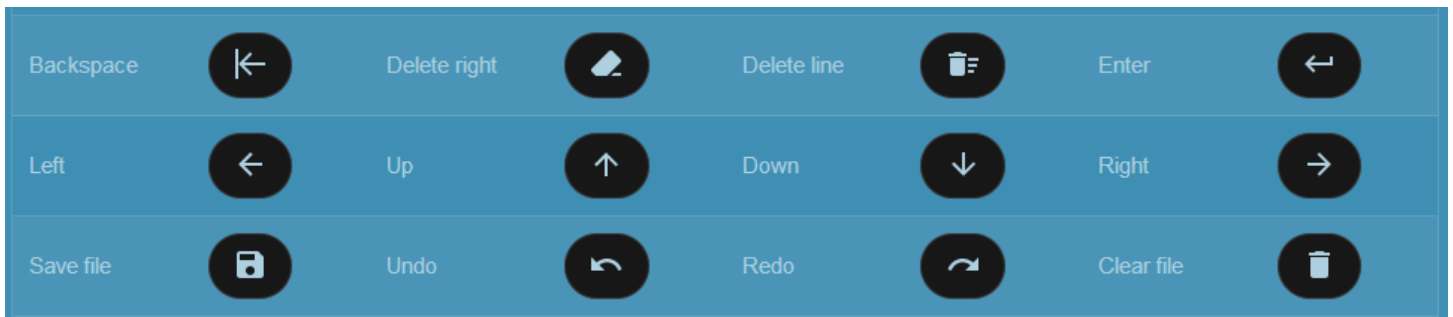 Backspace Delete right Delete line Enter
Left Up Down Right
Save file Undo Redo Clear file